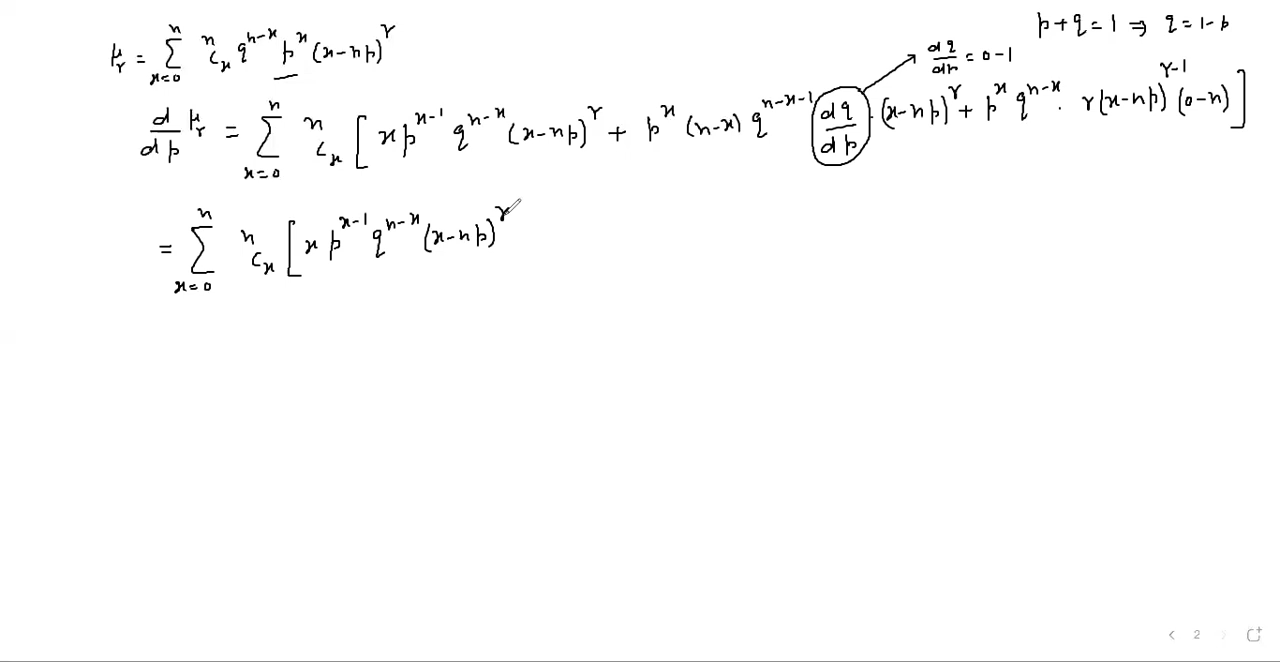 p + q = 1 ⇒ q = 1 - p
μ_r = Σ_{x=0}^{n} ^nC_x q^{n-x} p^x (x-np)^r
dq/dp = 0 - 1
d/dp μ_r = Σ_{x=0}^{n} ^nC_x [ x p^{x-1} q^{n-x} (x-np)^r + p^x (n-x) q^{n-x-1} dq/dp · (x-np)^r + p^x q^{n-x} · r(x-np)^{r-1} (0-n) ]
= Σ_{x=0}^{n} ^nC_x [ x p^{x-1} q^{n-x} (x-np)^r
2